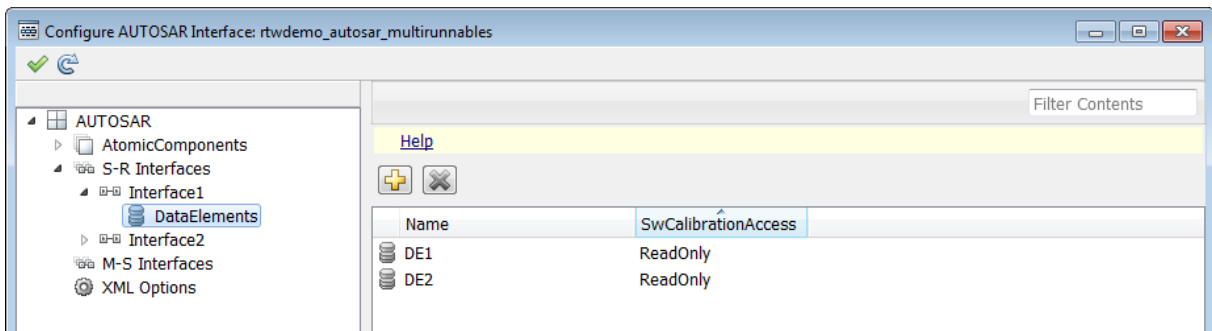 Configure AUTOSAR Interface: rtwdemo_autosar_multirunnables
Filter Contents
AUTOSAR
AtomicComponents
S-R Interfaces
Interface1
DataElements
Interface2
M-S Interfaces
XML Options
Help
Name SwCalibrationAccess
DE1 ReadOnly
DE2 ReadOnly